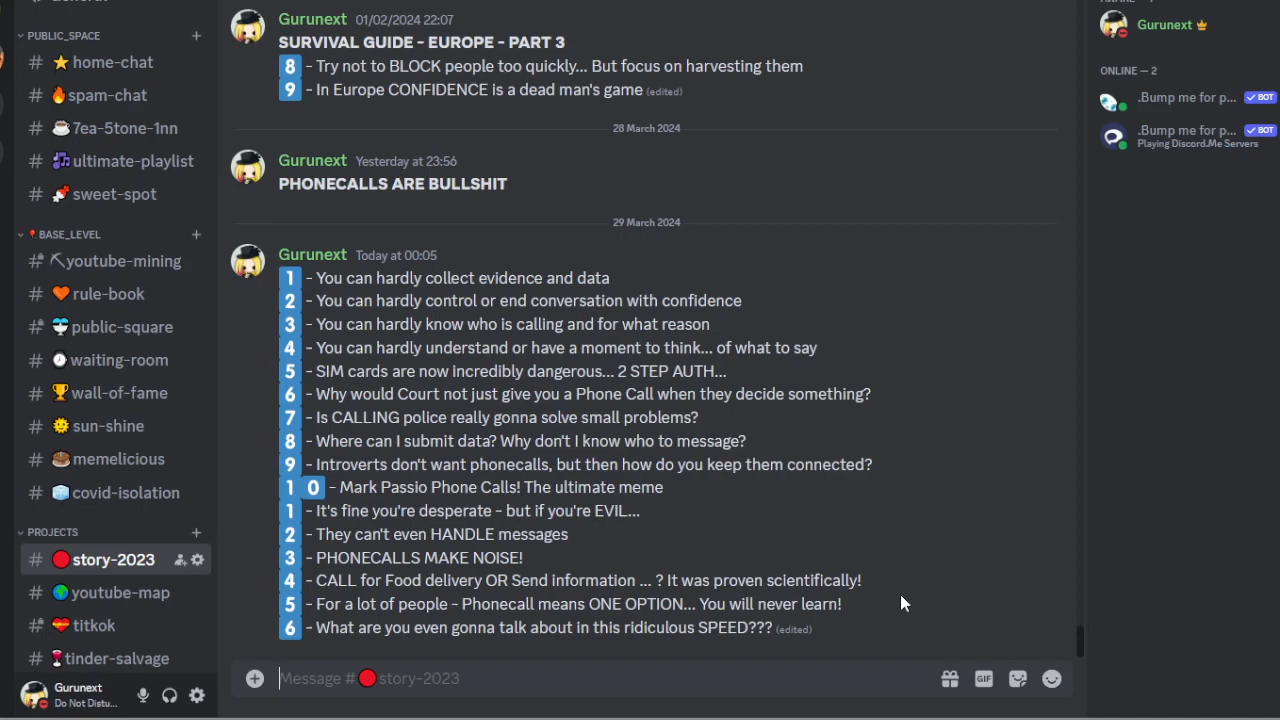 PUBLIC_SPACE
# ⭐ home-chat
# 🔥spam-chat
# ☕7ea-5tone-1nn
# 🎶ultimate-playlist
# sweet-spot
📍BASE_LEVEL
# ⛏youtube-mining
# 🧡rule-book
# public-square
# waiting-room
# 🏆wall-of-fame
# 🌞sun-shine
# memelicious
# 🧊covid-isolation
PROJECTS
# 🔴story-2023
# youtube-map
# 💝titkok
# 🍷tinder-salvage
Gurunext
Do Not Distu...
Gurunext 01/02/2024 22:07
SURVIVAL GUIDE - EUROPE - PART 3
8 - Try not to BLOCK people too quickly... But focus on harvesting them
9 - In Europe CONFIDENCE is a dead man's game (edited)
28 March 2024
Gurunext Yesterday at 23:56
PHONECALLS ARE BULLSHIT
29 March 2024
Gurunext Today at 00:05
1 - You can hardly collect evidence and data
2 - You can hardly control or end conversation with confidence
3 - You can hardly know who is calling and for what reason
4 - You can hardly understand or have a moment to think... of what to say
5 - SIM cards are now incredibly dangerous... 2 STEP AUTH...
6 - Why would Court not just give you a Phone Call when they decide something?
7 - Is CALLING police really gonna solve small problems?
8 - Where can I submit data? Why don't I know who to message?
9 - Introverts don't want phonecalls, but then how do you keep them connected?
1 0 - Mark Passio Phone Calls! The ultimate meme
1 - It's fine you're desperate - but if you're EVIL...
2 - They can't even HANDLE messages
3 - PHONECALLS MAKE NOISE!
4 - CALL for Food delivery OR Send information ... ? It was proven scientifically!
5 - For a lot of people - Phonecall means ONE OPTION... You will never learn!
6 - What are you even gonna talk about in this ridiculous SPEED??? (edited)
Message # 🔴 story-2023
GIF
Gurunext
ONLINE — 2
.Bump me for p... ✓ BOT
.Bump me for p... ✓ BOT
Playing Discord.Me Servers